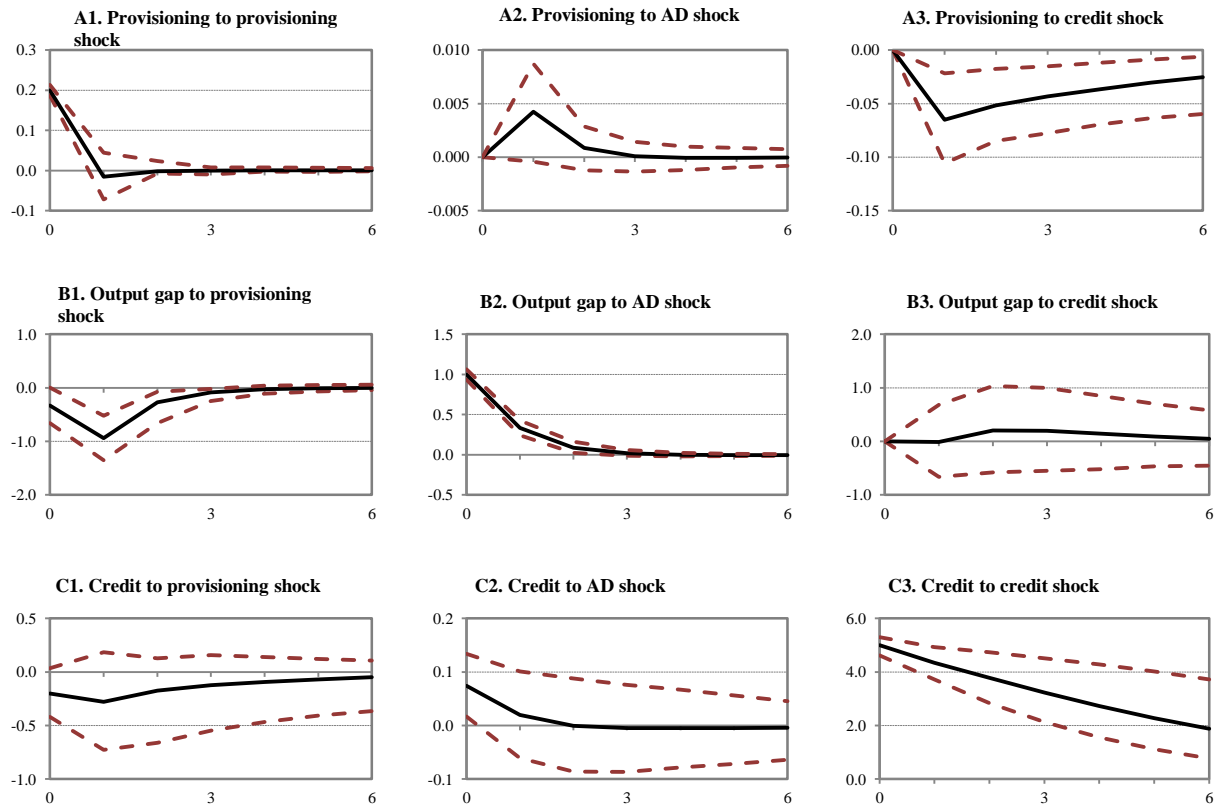 A1. Provisioning to provisioning
shock
0.3
0.2
0.1
0.0
-0.1
0 3 6
A2. Provisioning to AD shock
0.010
0.005
0.000
-0.005
0 3 6
A3. Provisioning to credit shock
0.00
-0.05
-0.10
-0.15
0 3 6
B1. Output gap to provisioning
shock
1.0
0.0
-1.0
-2.0
0 3 6
B2. Output gap to AD shock
1.5
1.0
0.5
0.0
-0.5
0 3 6
B3. Output gap to credit shock
2.0
1.0
0.0
-1.0
0 3 6
C1. Credit to provisioning shock
0.5
0.0
-0.5
-1.0
0 3 6
C2. Credit to AD shock
0.2
0.1
0.0
-0.1
0 3 6
C3. Credit to credit shock
6.0
4.0
2.0
0.0
0 3 6